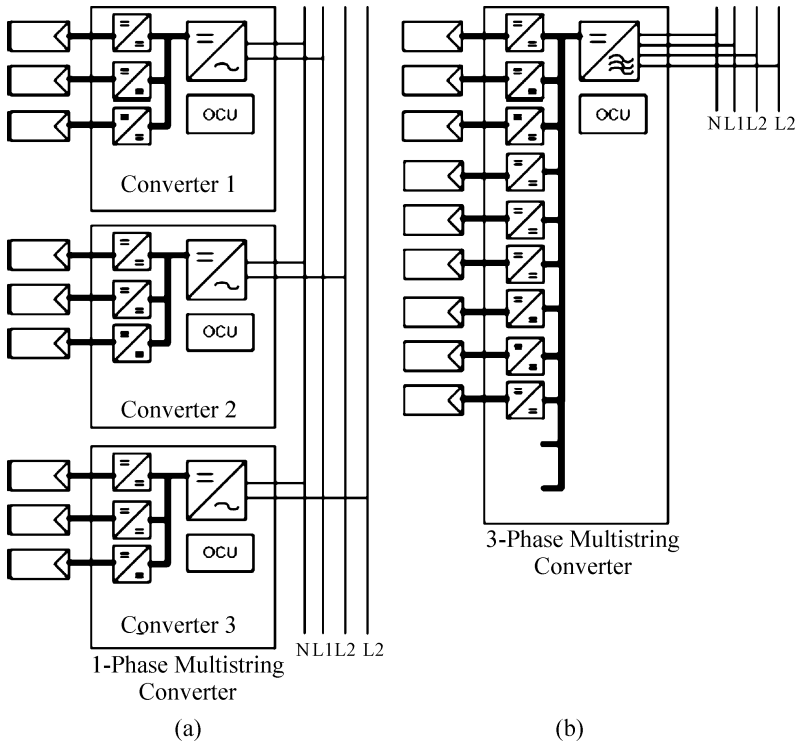 OCU
Converter 1
OCU
Converter 2
OCU
Converter 3
N L1 L2 L2
1-Phase Multistring
Converter
(a)
OCU
N L1 L2 L2
3-Phase Multistring
Converter
(b)